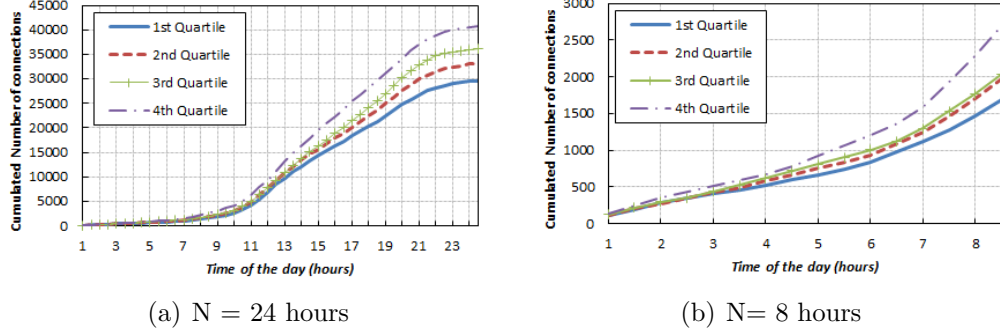 45000
40000
35000
30000
25000
20000
15000
10000
5000
0
Cumulated Number of connections
1st Quartile
2nd Quartile
3rd Quartile
4th Quartile
1 3 5 7 9 11 13 15 17 19 21 23
Time of the day (hours)
(a) N = 24 hours
3000
2500
2000
1500
1000
500
0
Cumulated Number of connections
1st Quartile
2nd Quartile
3rd Quartile
4th Quartile
1 2 3 4 5 6 7 8
Time of the day (hours)
(b) N= 8 hours